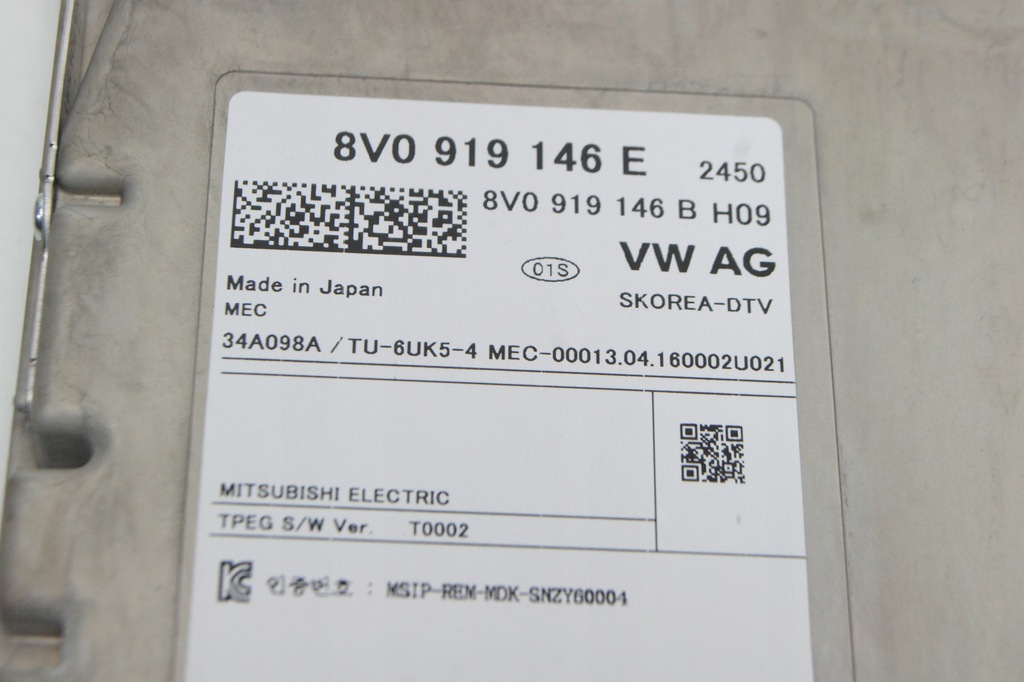 8V0 919 146 E 2450
8V0 919 146 B H09
01S VW AG
Made in Japan SKOREA-DTV
MEC
34A098A / TU-6UK5-4 MEC-00013.04.160002U021
MITSUBISHI ELECTRIC
TPEG S/W Ver. T0002
KC 인증번호 : MSIP-REM-MDK-SNZY60004